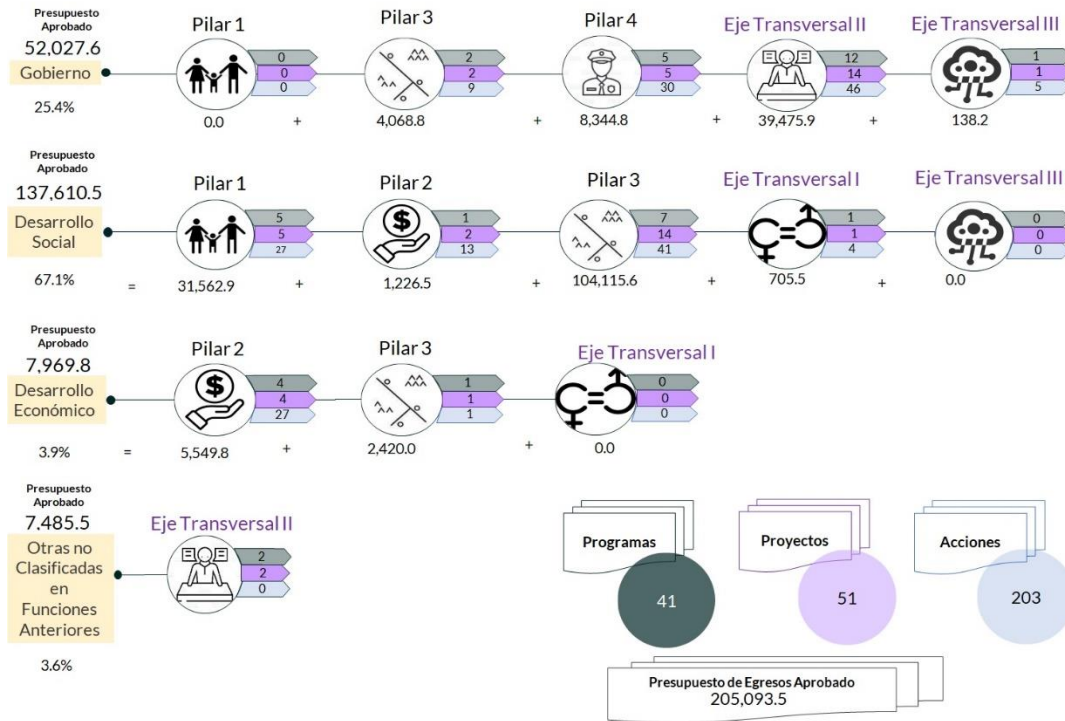 Presupuesto
Aprobado
52,027.6
Gobierno
25.4%
Pilar 1
0
0
0
0.0
+
Pilar 3
2
2
9
4,068.8
+
Pilar 4
5
5
30
8,344.8
+
Eje Transversal II
12
14
46
39,475.9
+
Eje Transversal III
1
1
5
138.2
Presupuesto
Aprobado
137,610.5
Desarrollo
Social
67.1%
=
Pilar 1
5
5
27
31,562.9
+
Pilar 2
$
1
2
13
1,226.5
+
Pilar 3
7
14
41
104,115.6
+
Eje Transversal I
1
1
4
705.5
+
Eje Transversal III
0
0
0
0.0
Presupuesto
Aprobado
7,969.8
Desarrollo
Económico
3.9%
=
Pilar 2
$
4
4
27
5,549.8
+
Pilar 3
1
1
1
2,420.0
+
Eje Transversal I
0
0
0
0.0
Presupuesto
Aprobado
7,485.5
Otras no
Clasificadas
en
Funciones
Anteriores
3.6%
Eje Transversal II
2
2
0
Programas
41
Proyectos
51
Acciones
203
Presupuesto de Egresos Aprobado
205,093.5